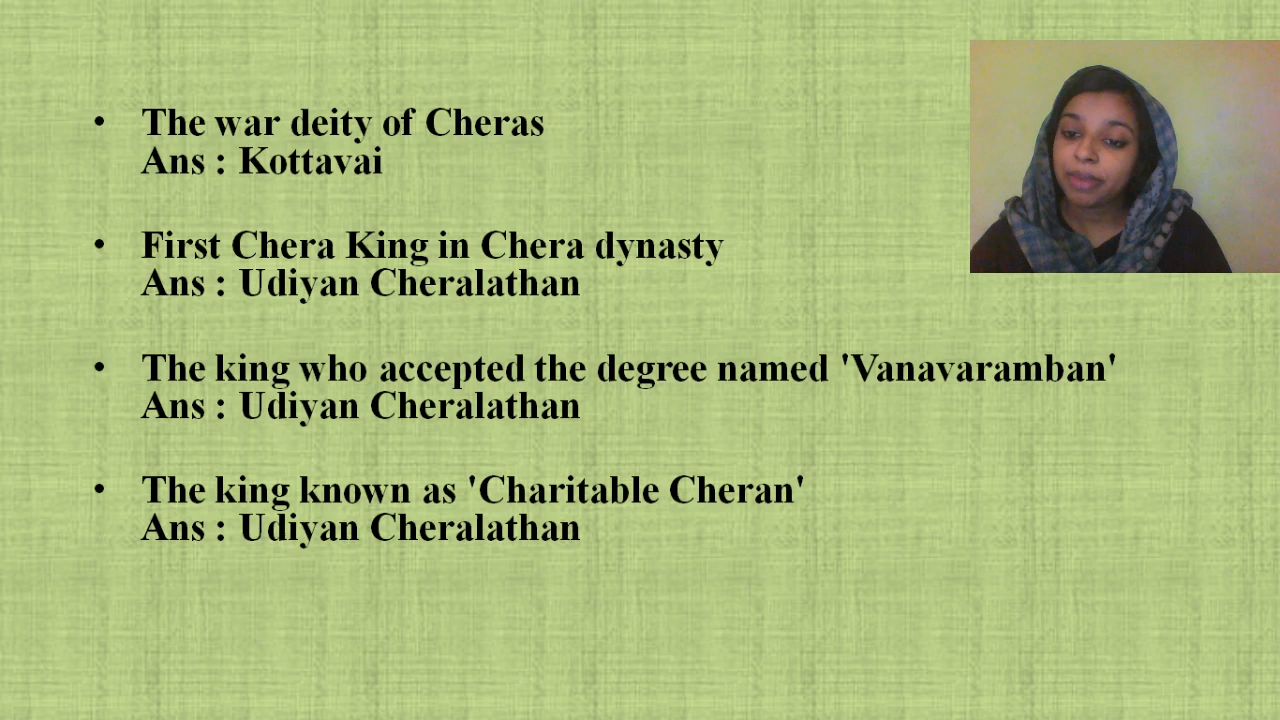 • The war deity of Cheras
Ans : Kottavai
• First Chera King in Chera dynasty
Ans : Udiyan Cheralathan
• The king who accepted the degree named 'Vanavaramban'
Ans : Udiyan Cheralathan
• The king known as 'Charitable Cheran'
Ans : Udiyan Cheralathan